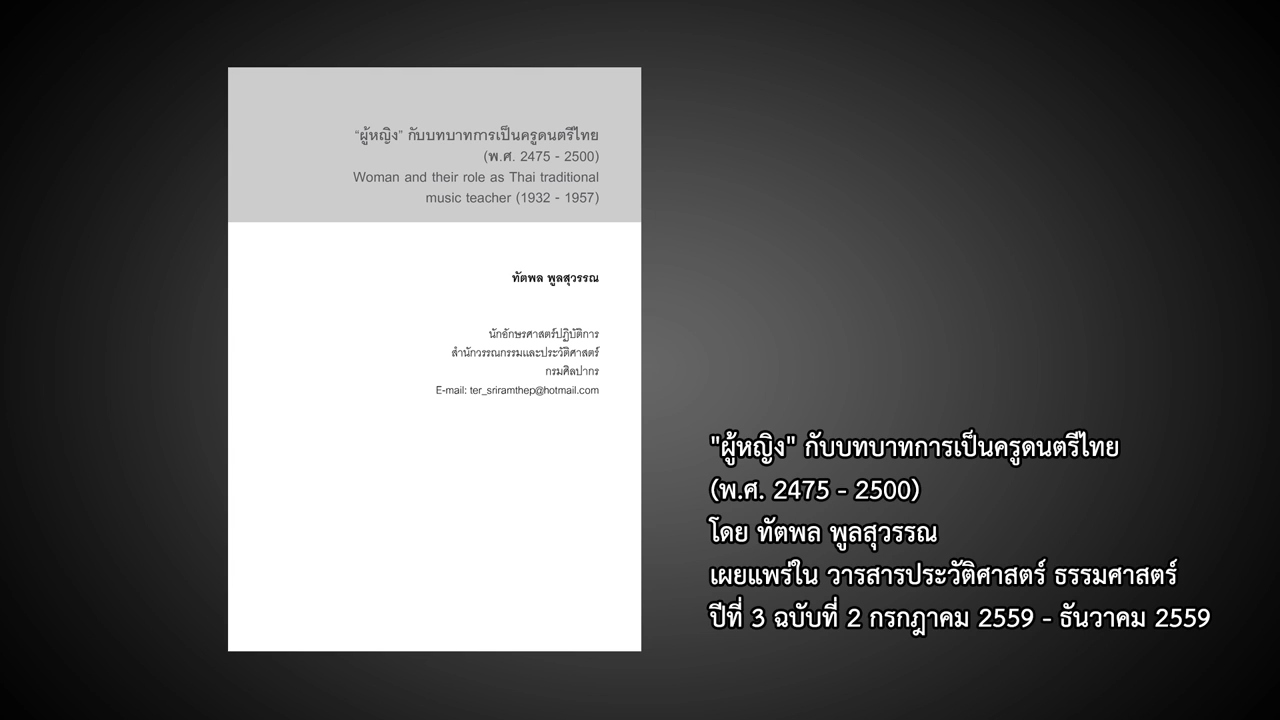 “ผู้หญิง” กับบทบาทการเป็นครูดนตรีไทย
(พ.ศ. 2475 - 2500)
Woman and their role as Thai traditional
music teacher (1932 - 1957)
ทัตพล พูลสุวรรณ
นักอักษรศาสตร์ปฏิบัติการ
สำนักวรรณกรรมและประวัติศาสตร์
กรมศิลปากร
E-mail: ter_sriramthep@hotmail.com
"ผู้หญิง" กับบทบาทการเป็นครูดนตรีไทย
(พ.ศ. 2475 - 2500)
โดย ทัตพล พูลสุวรรณ
เผยแพร่ใน วารสารประวัติศาสตร์ ธรรมศาสตร์
ปีที่ 3 ฉบับที่ 2 กรกฎาคม 2559 - ธันวาคม 2559